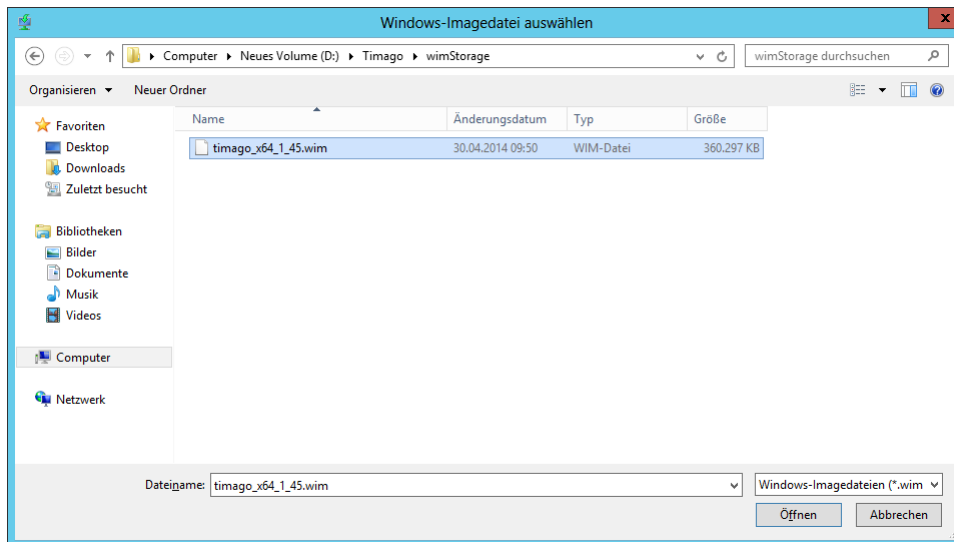 Windows-Imagedatei auswählen
x
Computer Neues Volume (D:) Timago wimStorage
wimStorage durchsuchen
Organisieren Neuer Ordner
Name Änderungsdatum Typ Größe
timago_x64_1_45.wim 30.04.2014 09:50 WIM-Datei 360.297 KB
Favoriten
Desktop
Downloads
Zuletzt besucht
Bibliotheken
Bilder
Dokumente
Musik
Videos
Computer
Netzwerk
Dateiname: timago_x64_1_45.wim Windows-Imagedateien (*.wim
Öffnen Abbrechen